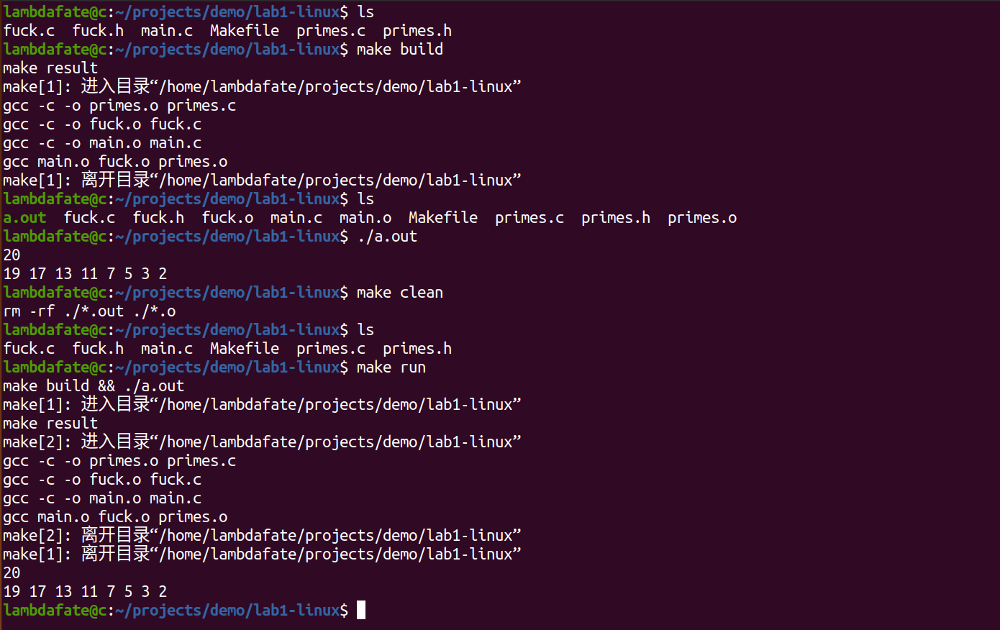 lambdafate@c:~/projects/demo/lab1-linux$ ls
fuck.c  fuck.h  main.c  Makefile  primes.c  primes.h
lambdafate@c:~/projects/demo/lab1-linux$ make build
make result
make[1]: 进入目录“/home/lambdafate/projects/demo/lab1-linux”
gcc -c -o primes.o primes.c
gcc -c -o fuck.o fuck.c
gcc -c -o main.o main.c
gcc main.o fuck.o primes.o
make[1]: 离开目录“/home/lambdafate/projects/demo/lab1-linux”
lambdafate@c:~/projects/demo/lab1-linux$ ls
a.out  fuck.c  fuck.h  fuck.o  main.c  main.o  Makefile  primes.c  primes.h  primes.o
lambdafate@c:~/projects/demo/lab1-linux$ ./a.out
20
19 17 13 11 7 5 3 2
lambdafate@c:~/projects/demo/lab1-linux$ make clean
rm -rf ./*.out ./*.o
lambdafate@c:~/projects/demo/lab1-linux$ ls
fuck.c  fuck.h  main.c  Makefile  primes.c  primes.h
lambdafate@c:~/projects/demo/lab1-linux$ make run
make build && ./a.out
make[1]: 进入目录“/home/lambdafate/projects/demo/lab1-linux”
make result
make[2]: 进入目录“/home/lambdafate/projects/demo/lab1-linux”
gcc -c -o primes.o primes.c
gcc -c -o fuck.o fuck.c
gcc -c -o main.o main.c
gcc main.o fuck.o primes.o
make[2]: 离开目录“/home/lambdafate/projects/demo/lab1-linux”
make[1]: 离开目录“/home/lambdafate/projects/demo/lab1-linux”
20
19 17 13 11 7 5 3 2
lambdafate@c:~/projects/demo/lab1-linux$